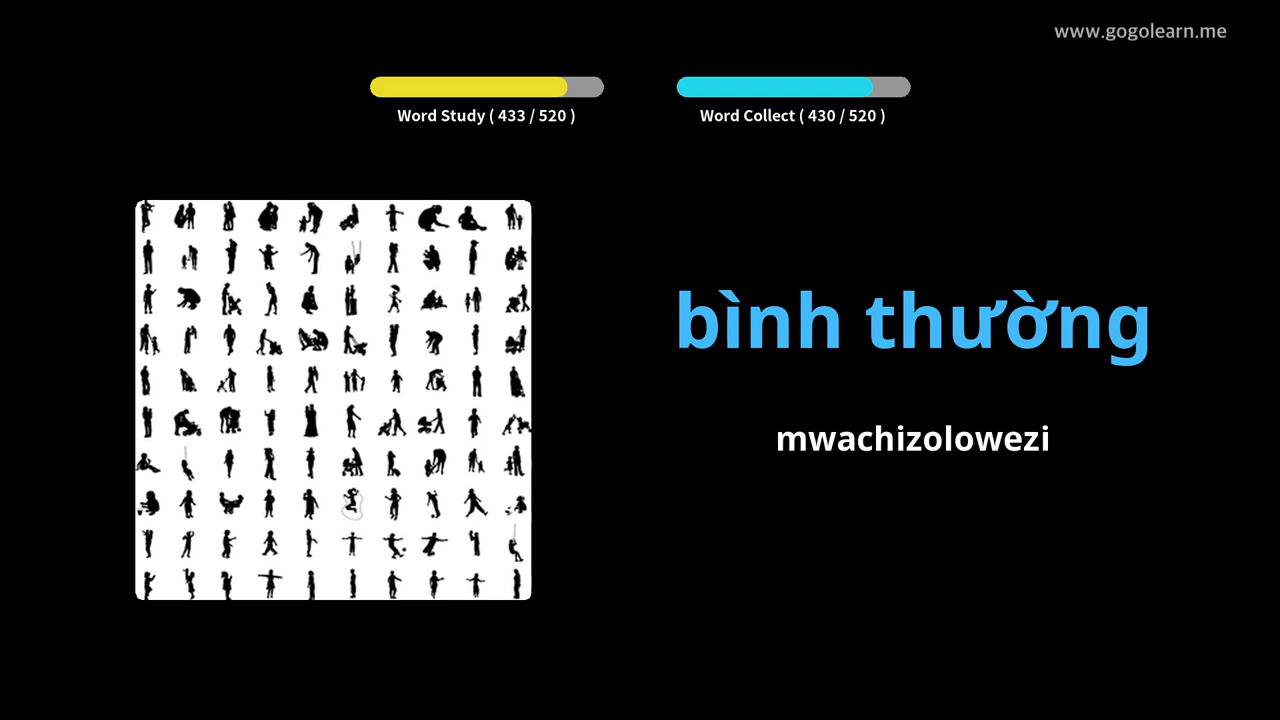 www.gogolearn.me
Word Study ( 433 / 520 )
Word Collect ( 430 / 520 )
bình thường
mwachizolowezi